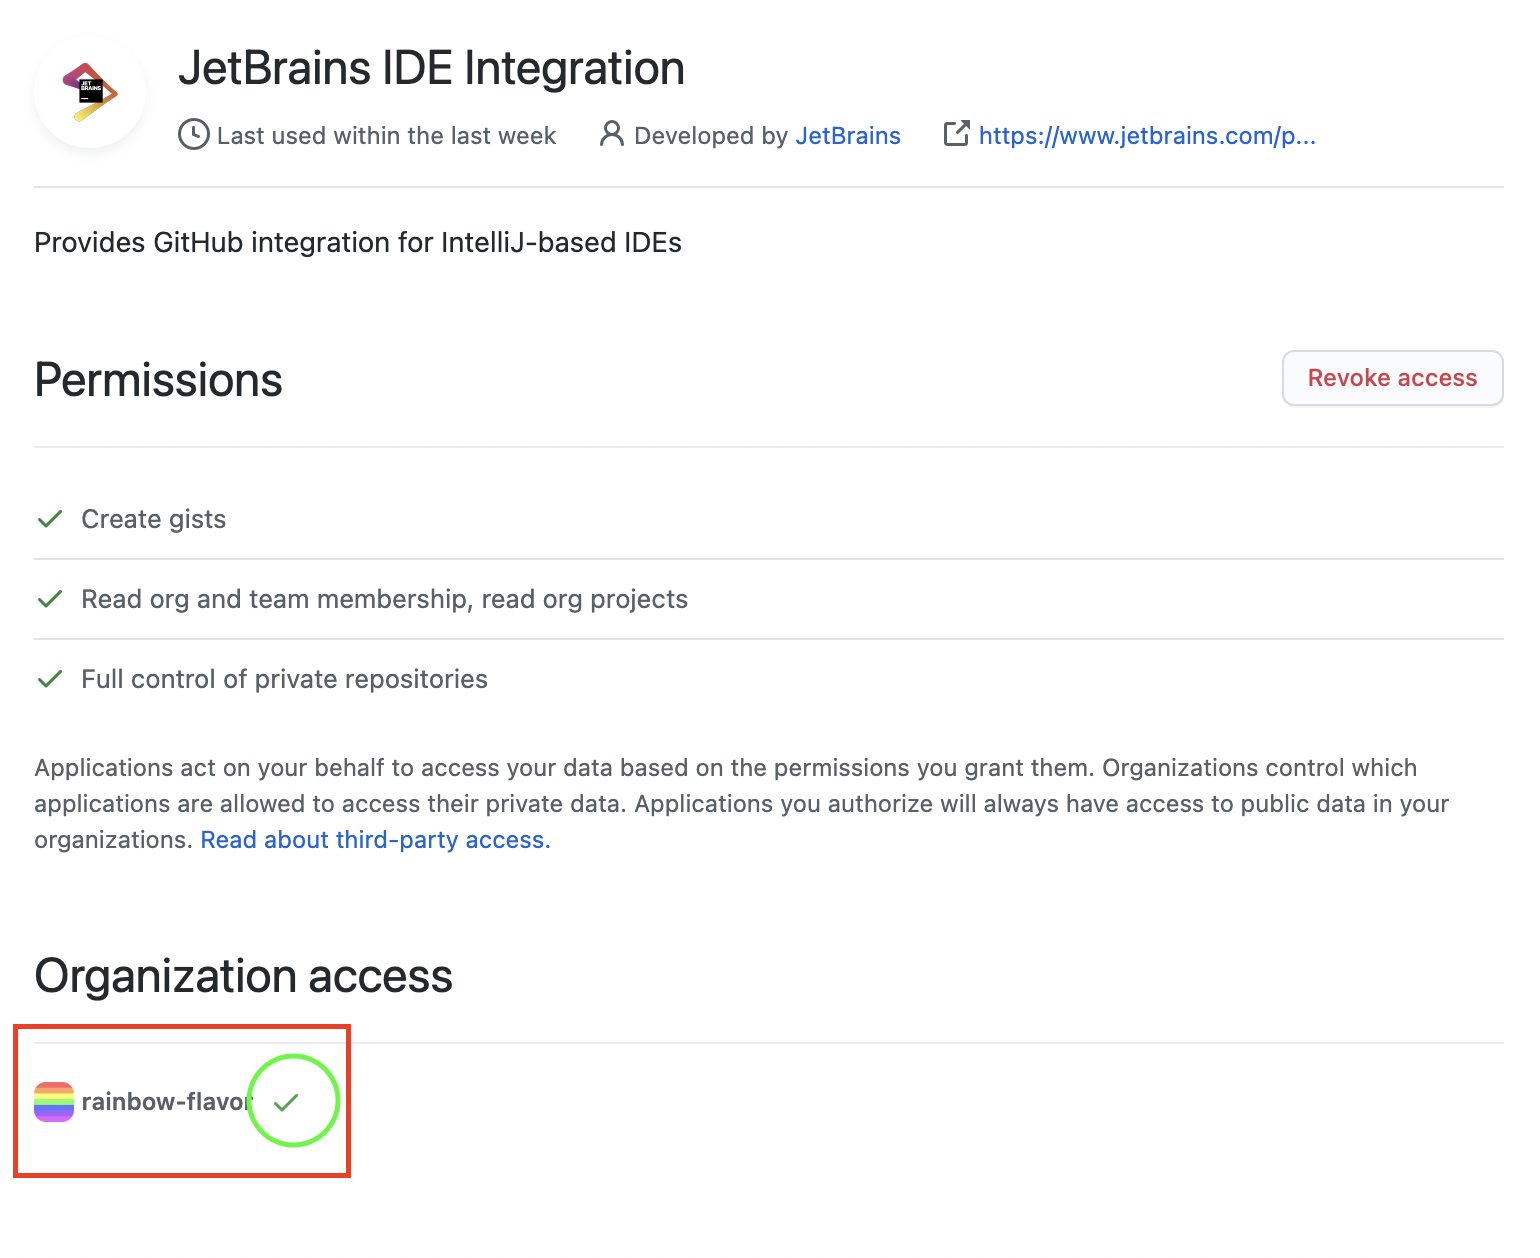 JET
BRAINS
JetBrains IDE Integration
Last used within the last week Developed by JetBrains https://www.jetbrains.com/p...
Provides GitHub integration for IntelliJ-based IDEs
Permissions
Revoke access
Create gists
Read org and team membership, read org projects
Full control of private repositories
Applications act on your behalf to access your data based on the permissions you grant them. Organizations control which
applications are allowed to access their private data. Applications you authorize will always have access to public data in your
organizations. Read about third-party access.
Organization access
rainbow-flavor